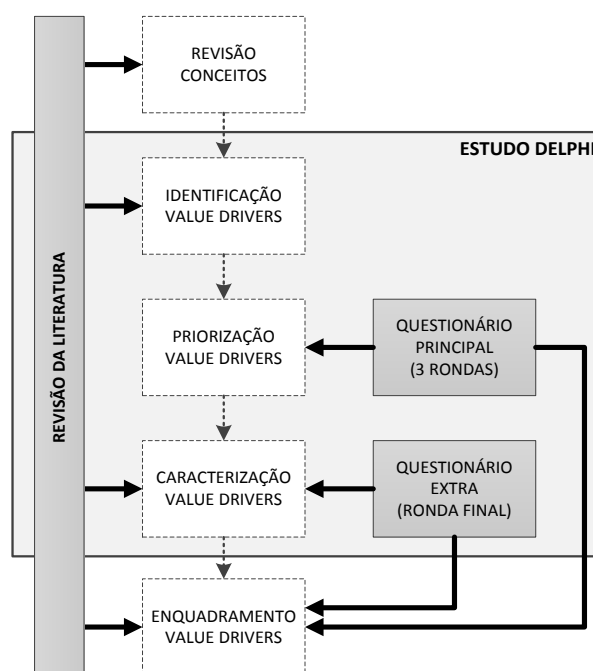 REVISÃO
CONCEITOS
ESTUDO DELPHI
IDENTIFICAÇÃO
VALUE DRIVERS
REVISÃO DA LITERATURA
PRIORIZAÇÃO
VALUE DRIVERS
QUESTIONÁRIO
PRINCIPAL
(3 RONDAS)
CARACTERIZAÇÃO
VALUE DRIVERS
QUESTIONÁRIO
EXTRA
(RONDA FINAL)
ENQUADRAMENTO
VALUE DRIVERS